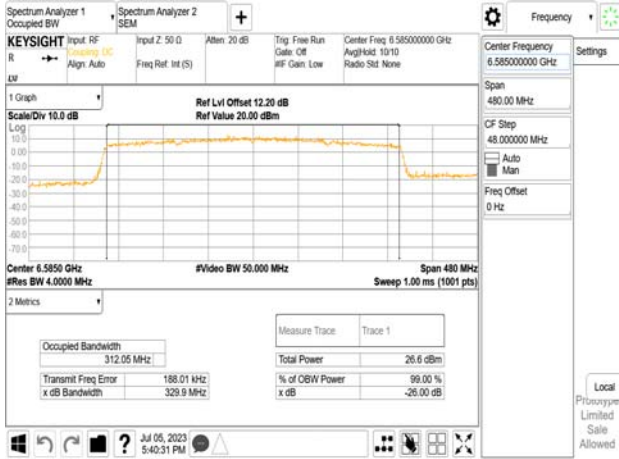 Spectrum Analyzer 1
Occupied BW
Spectrum Analyzer 2
SEM
+
Frequency
KEYSIGHT
R
Input: RF
Coupling: DC
Align: Auto
Input Z: 50 Ω
Freq Ref: Int (S)
Atten: 20 dB
Trig: Free Run
Gate: Off
#IF Gain: Low
Center Freq: 6.585000000 GHz
Avg|Hold: 10/10
Radio Std: None
1 Graph
Scale/Div 10.0 dB
Ref Lvl Offset 12.20 dB
Ref Value 20.00 dBm
Log
10.0
0.00
-10.0
-20.0
-30.0
-40.0
-50.0
-60.0
-70.0
Center 6.5850 GHz
#Video BW 50.000 MHz
Span 480 MHz
#Res BW 4.0000 MHz
Sweep 1.00 ms (1001 pts)
2 Metrics
Measure Trace
Trace 1
Occupied Bandwidth
312.05 MHz
Total Power
26.6 dBm
Transmit Freq Error
188.01 kHz
% of OBW Power
99.00 %
x dB Bandwidth
329.9 MHz
x dB
-26.00 dB
Jul 05, 2023
5:40:31 PM
Center Frequency
6.585000000 GHz
Settings
Span
480.00 MHz
CF Step
48.000000 MHz
Auto
Man
Freq Offset
0 Hz
Local
Prototype
Limited
Sale
Allowed